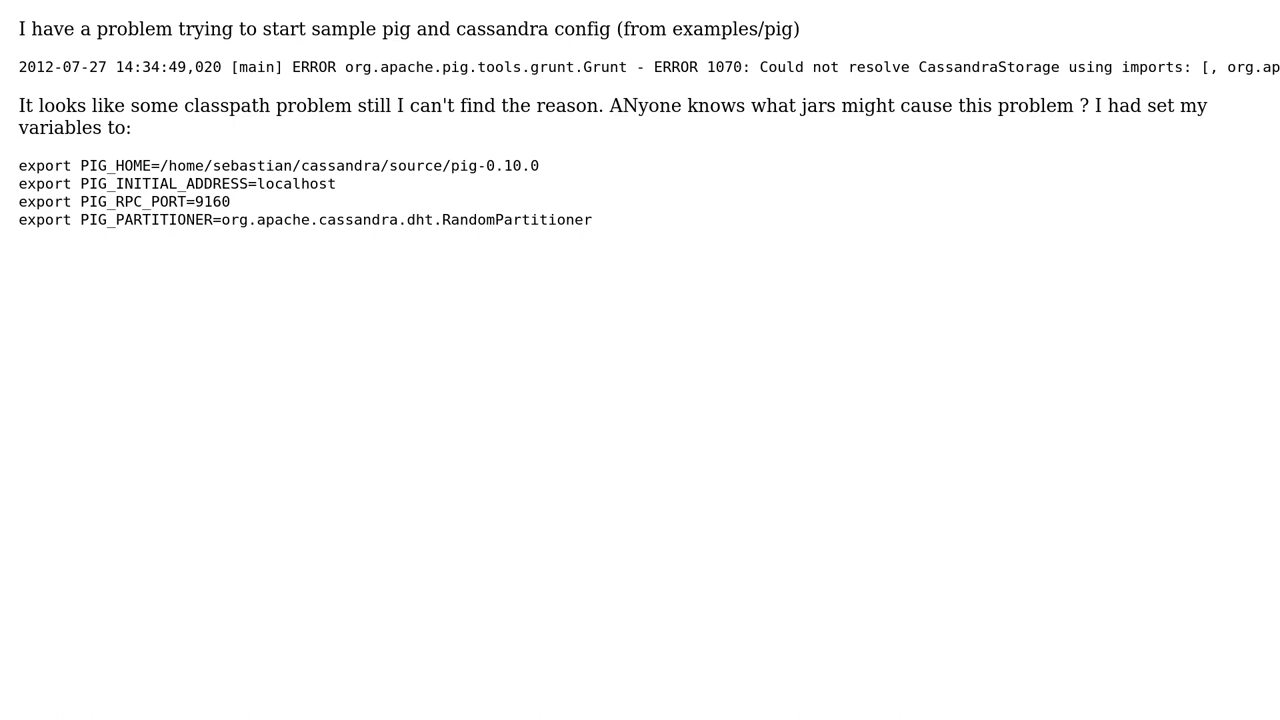 I have a problem trying to start sample pig and cassandra config (from examples/pig)
2012-07-27 14:34:49,020 [main] ERROR org.apache.pig.tools.grunt.Grunt - ERROR 1070: Could not resolve CassandraStorage using imports: [, org.ap
It looks like some classpath problem still I can't find the reason. ANyone knows what jars might cause this problem ? I had set my
variables to:
export PIG_HOME=/home/sebastian/cassandra/source/pig-0.10.0
export PIG_INITIAL_ADDRESS=localhost
export PIG_RPC_PORT=9160
export PIG_PARTITIONER=org.apache.cassandra.dht.RandomPartitioner